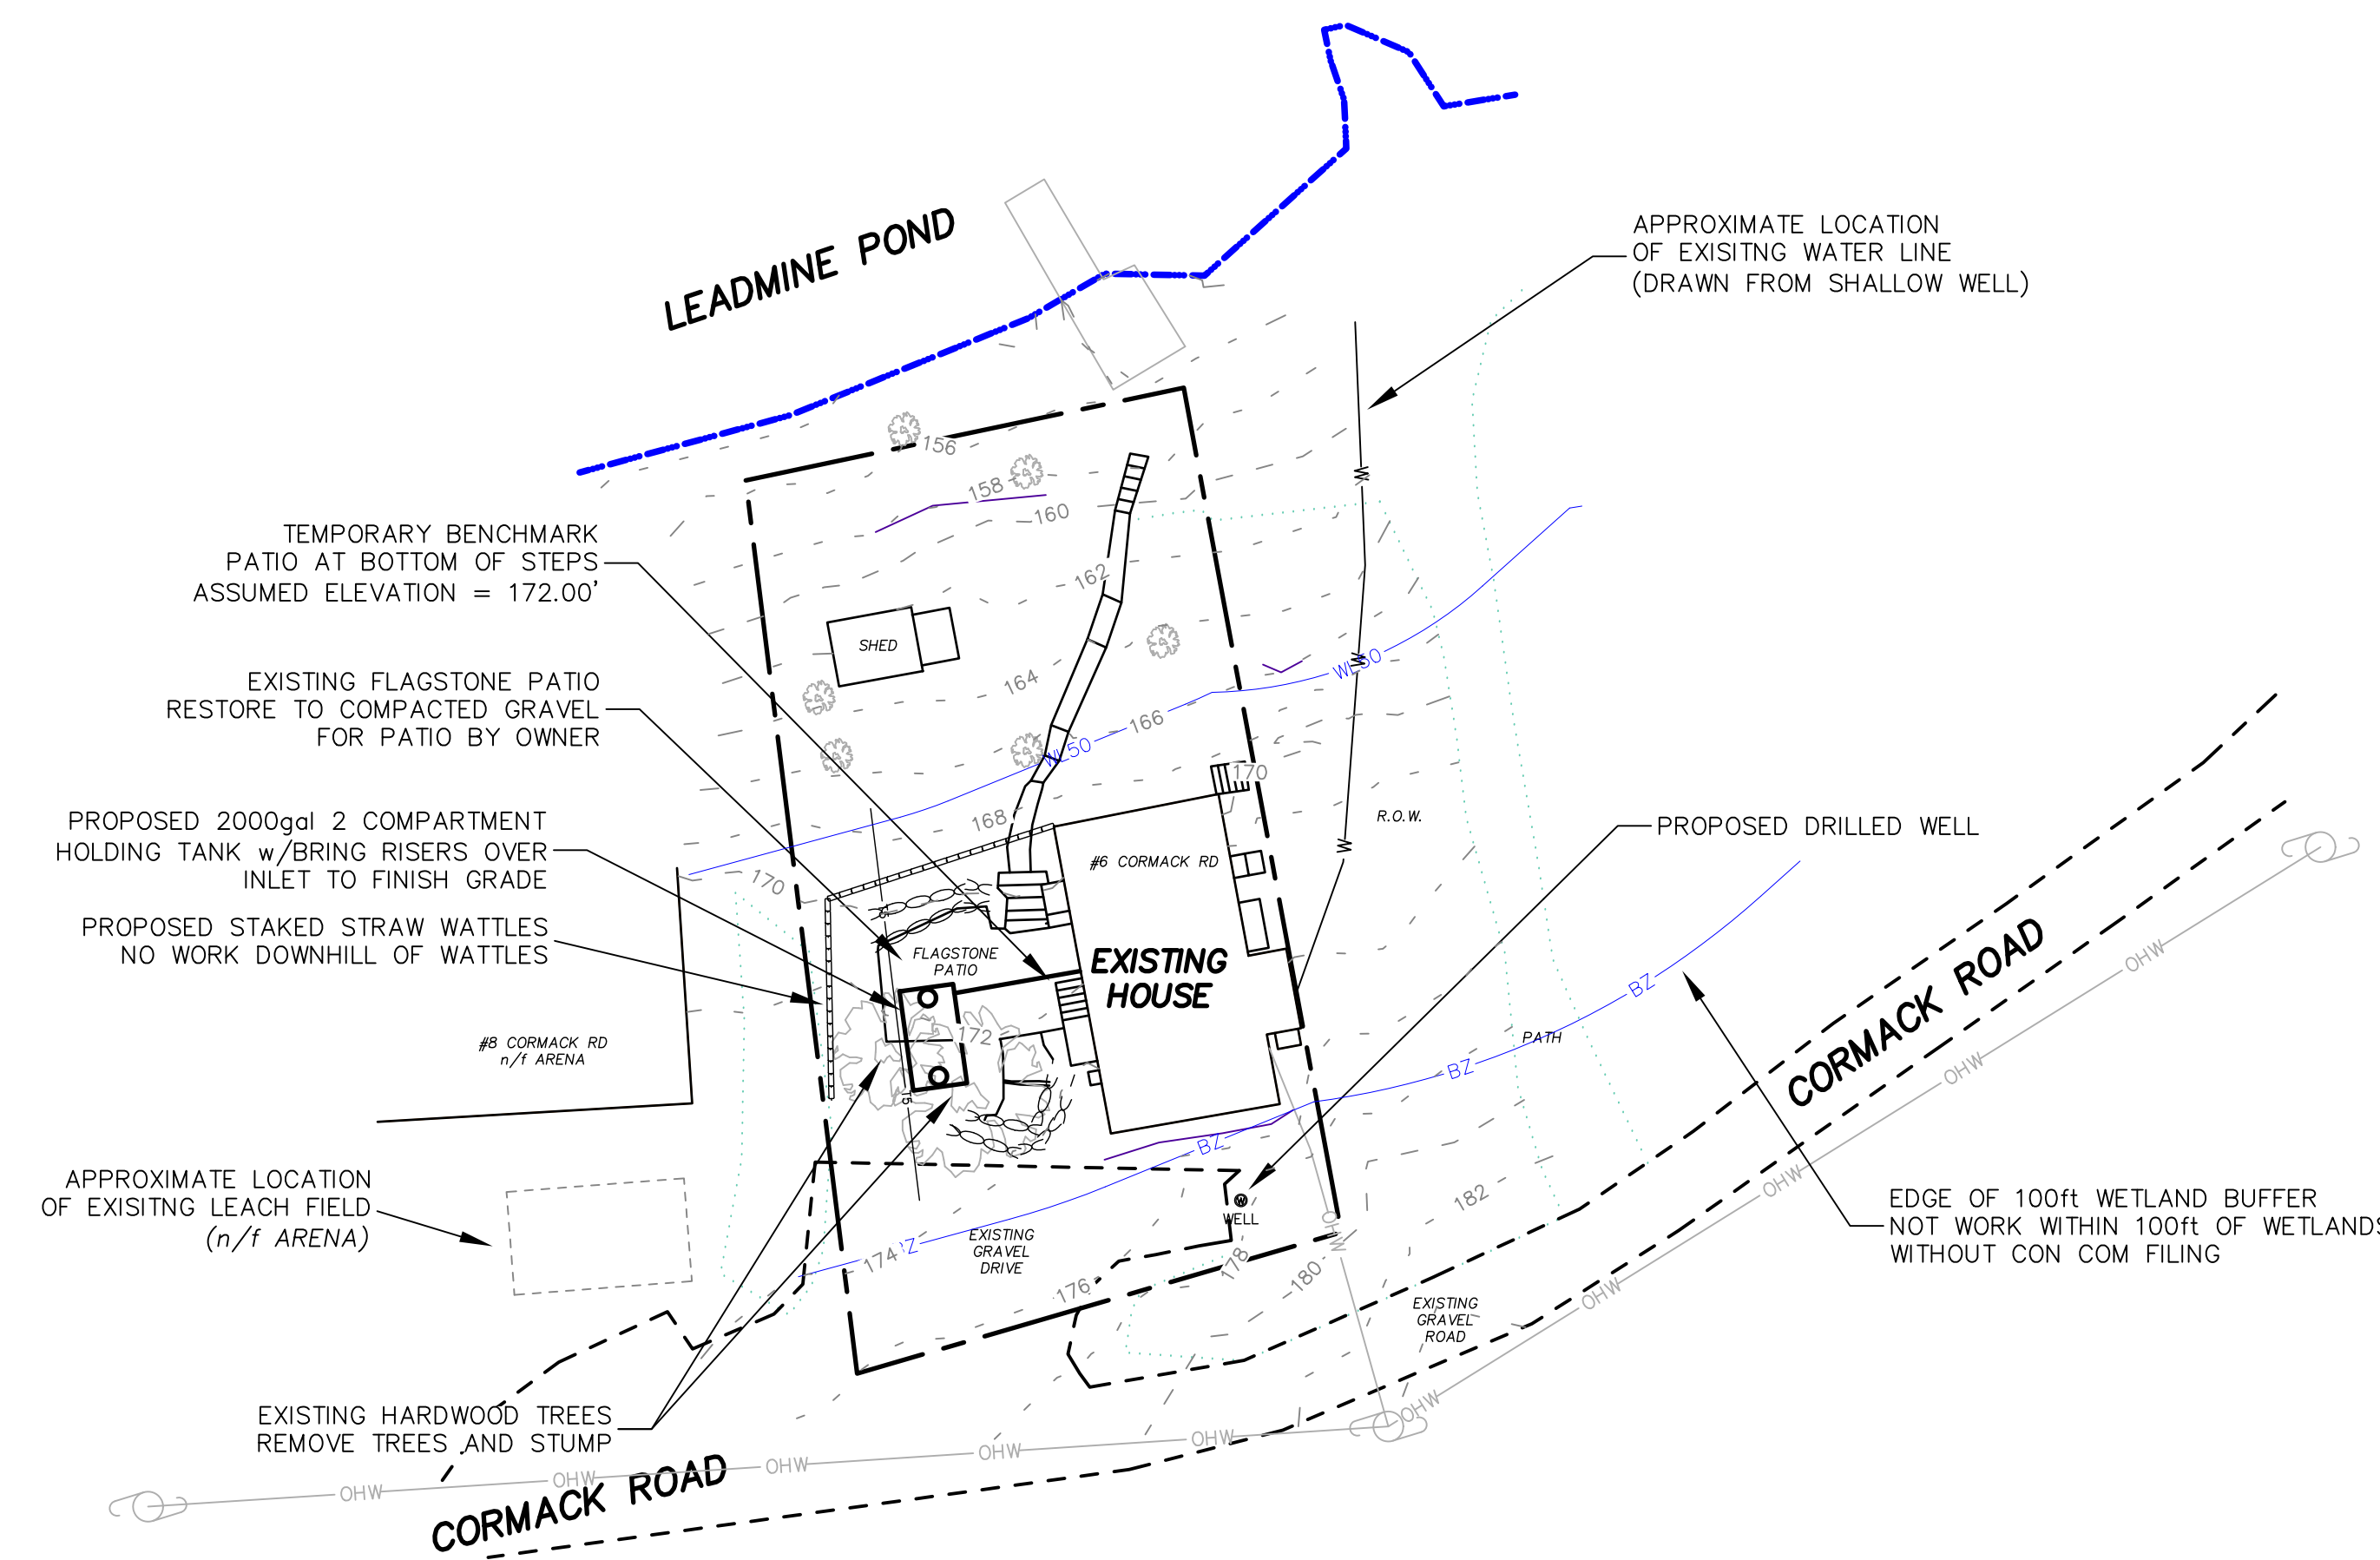 LEADMINE POND
APPROXIMATE LOCATION
OF EXISITNG WATER LINE
(DRAWN FROM SHALLOW WELL)
156
158
160
162
164
166
168
170
170
172
174
176
178
180
182
W
W
W
WL50
WL50
TEMPORARY BENCHMARK
PATIO AT BOTTOM OF STEPS
ASSUMED ELEVATION = 172.00'
SHED
EXISTING FLAGSTONE PATIO
RESTORE TO COMPACTED GRAVEL
FOR PATIO BY OWNER
PROPOSED 2000gal 2 COMPARTMENT
HOLDING TANK w/BRING RISERS OVER
INLET TO FINISH GRADE
R.O.W.
#6 CORMACK RD
PROPOSED DRILLED WELL
PROPOSED STAKED STRAW WATTLES
NO WORK DOWNHILL OF WATTLES
FLAGSTONE
PATIO
EXISTING
HOUSE
#8 CORMACK RD
n/f ARENA
15
PATH
BZ
BZ
BZ
BZ
CORMACK ROAD
APPROXIMATE LOCATION
OF EXISITNG LEACH FIELD
(n/f ARENA)
W
WELL
EXISTING
GRAVEL
DRIVE
EDGE OF 100ft WETLAND BUFFER
NOT WORK WITHIN 100ft OF WETLANDS
WITHOUT CON COM FILING
EXISTING
GRAVEL
ROAD
EXISTING HARDWOOD TREES
REMOVE TREES AND STUMP
CORMACK ROAD
OHW
OHW
OHW
OHW
OHW
OHW
OHW
OHW
OHW
OHW
OHW